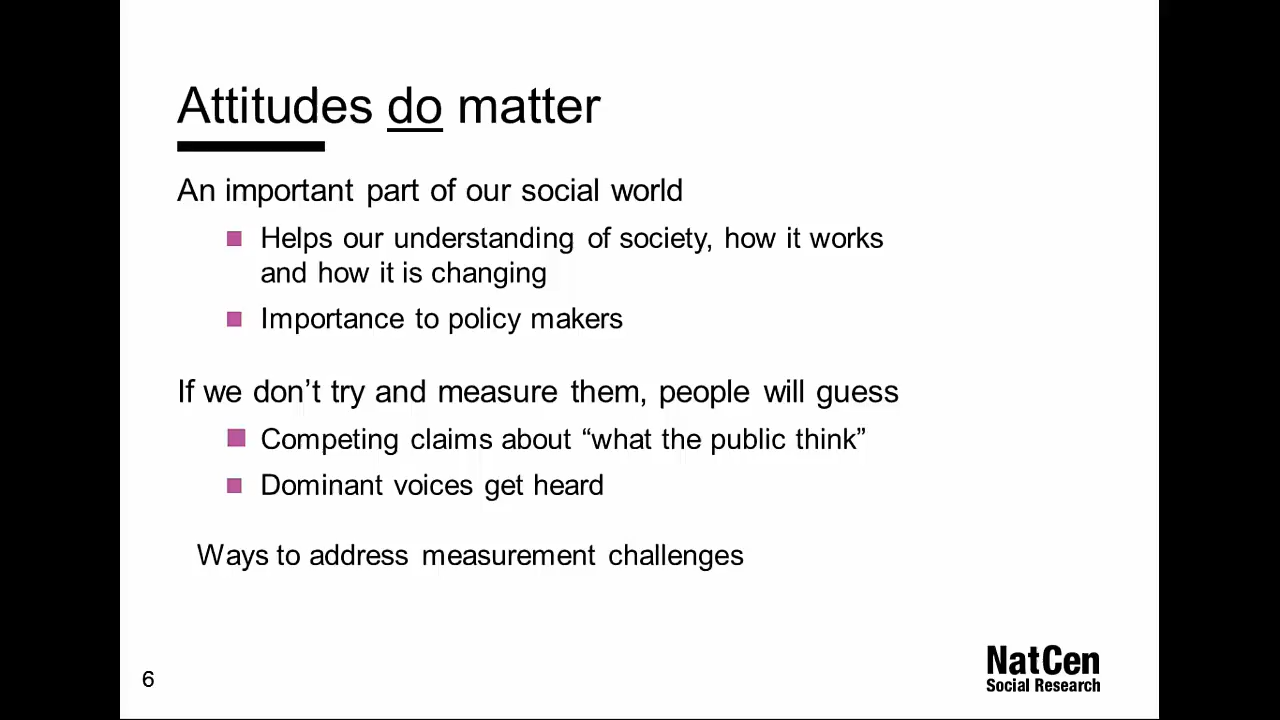 Attitudes do matter
An important part of our social world
Helps our understanding of society, how it works
and how it is changing
Importance to policy makers
If we don’t try and measure them, people will guess
Competing claims about “what the public think”
Dominant voices get heard
Ways to address measurement challenges
NatCen
Social Research
6